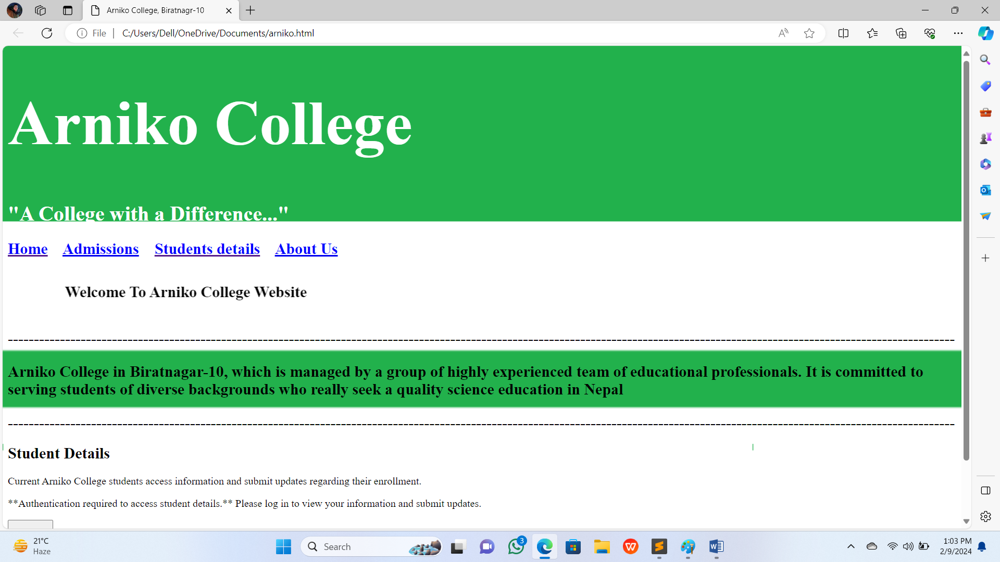 Arniko College, Biratnagr-10
File
C:/Users/Dell/OneDrive/Documents/arniko.html
Arniko College
"A College with a Difference..."
Home Admissions Students details About Us
Welcome To Arniko College Website
Arniko College in Biratnagar-10, which is managed by a group of highly experienced team of educational professionals. It is committed to
serving students of diverse backgrounds who really seek a quality science education in Nepal
Student Details
Current Arniko College students access information and submit updates regarding their enrollment.
**Authentication required to access student details.** Please log in to view your information and submit updates.
21°C
Haze
Search
3
1:03 PM
2/9/2024